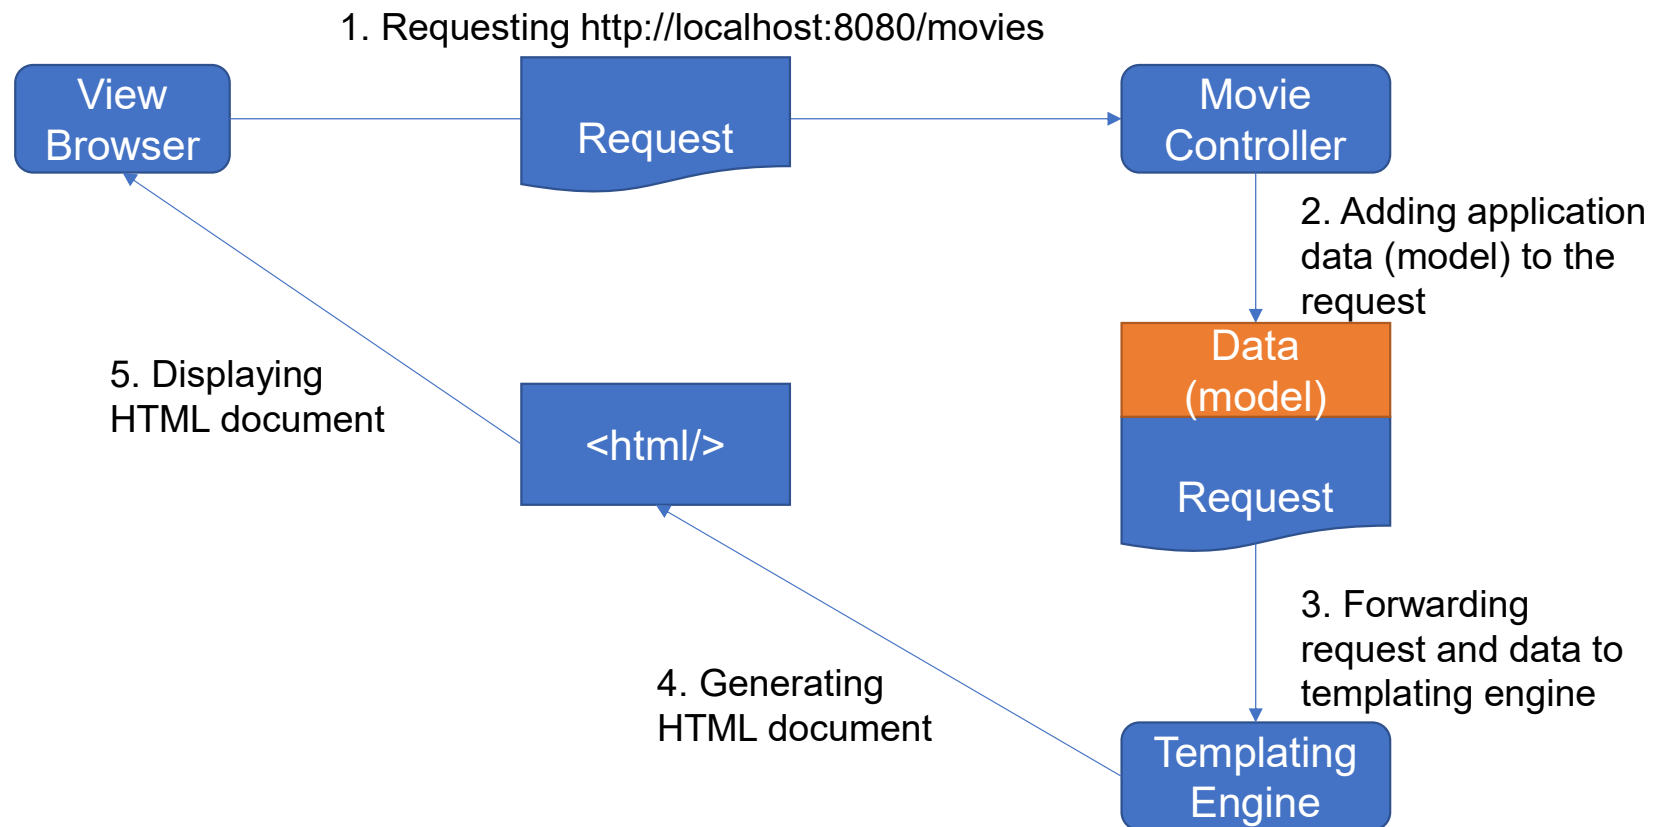 1. Requesting http://localhost:8080/movies
View
Browser
Request
Movie
Controller
2. Adding application
data (model) to the
request
Data
(model)
Request
5. Displaying
HTML document
<html/>
3. Forwarding
request and data to
templating engine
4. Generating
HTML document
Templating
Engine